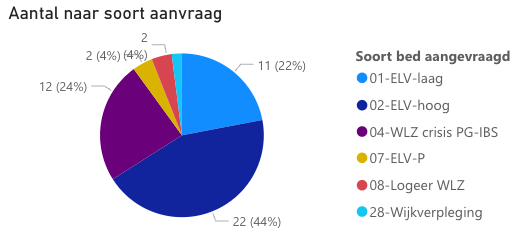 Aantal naar soort aanvraag
2
2 (4%)
(4%)
11 (22%)
12 (24%)
22 (44%)
Soort bed aangevraagd
01-ELV-laag
02-ELV-hoog
04-WLZ crisis PG-IBS
07-ELV-P
08-Logeer WLZ
28-Wijkverpleging